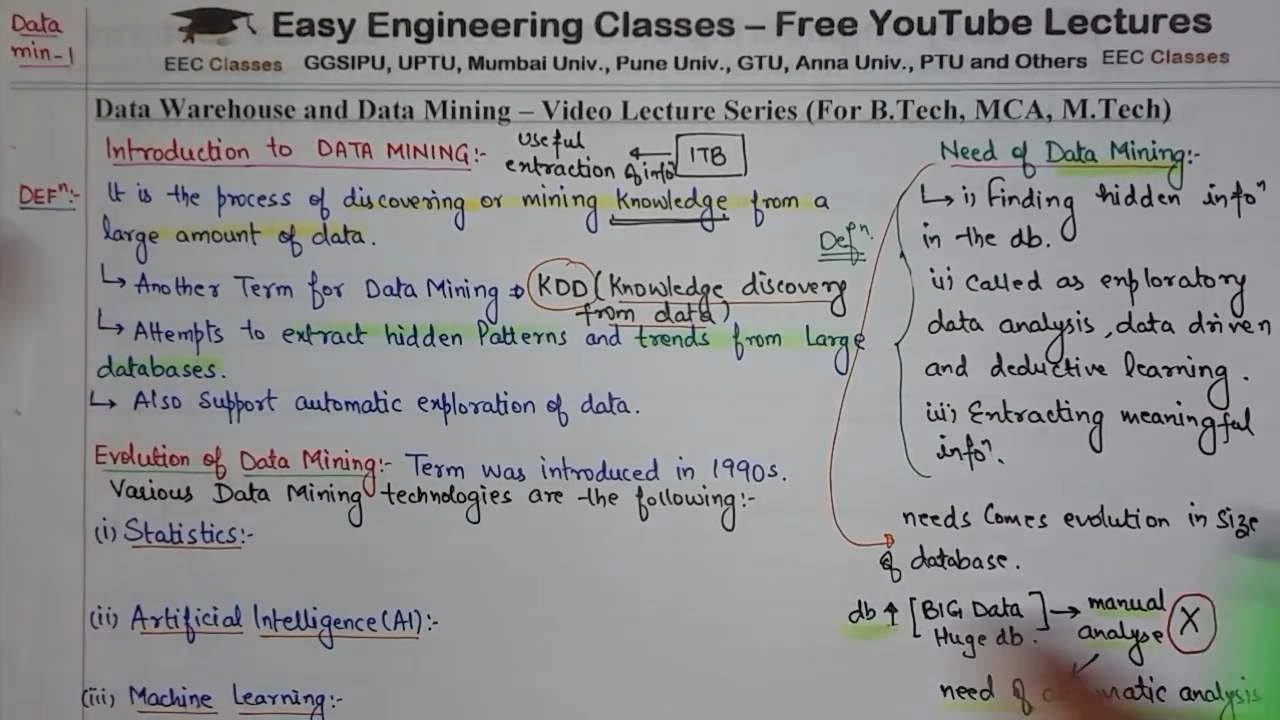 Data
min-1
Easy Engineering Classes – Free YouTube Lectures
EEC Classes GGSIPU, UPTU, Mumbai Univ., Pune Univ., GTU, Anna Univ., PTU and Others EEC Classes
Data Warehouse and Data Mining – Video Lecture Series (For B.Tech, MCA, M.Tech)
Introduction to DATA MINING:-
useful
extraction of info ← 1TB
DEFⁿ:-
It is the process of discovering or mining knowledge from a
large amount of data.
Defⁿ.
↳ Another Term for Data Mining → KDD (Knowledge discovery
from data)
↳ Attempts to extract hidden Patterns and trends from Large
databases.
↳ Also Support automatic exploration of data.
Evolution of Data Mining:- Term was introduced in 1990s.
Various Data Mining technologies are the following:-
(i) Statistics:-
(ii) Artificial Intelligence(AI):-
(iii) Machine Learning:-
Need of Data Mining:-
↳ i) Finding hidden infoⁿ
in the db.
ii) Called as exploratory
data analysis, data driven
and deductive learning.
iii) Extracting meaningful
infoⁿ.
needs Comes evolution in size
of database.
db ↑ [BIG Data
Huge db.] → manual
analyse X
need of matic analysis